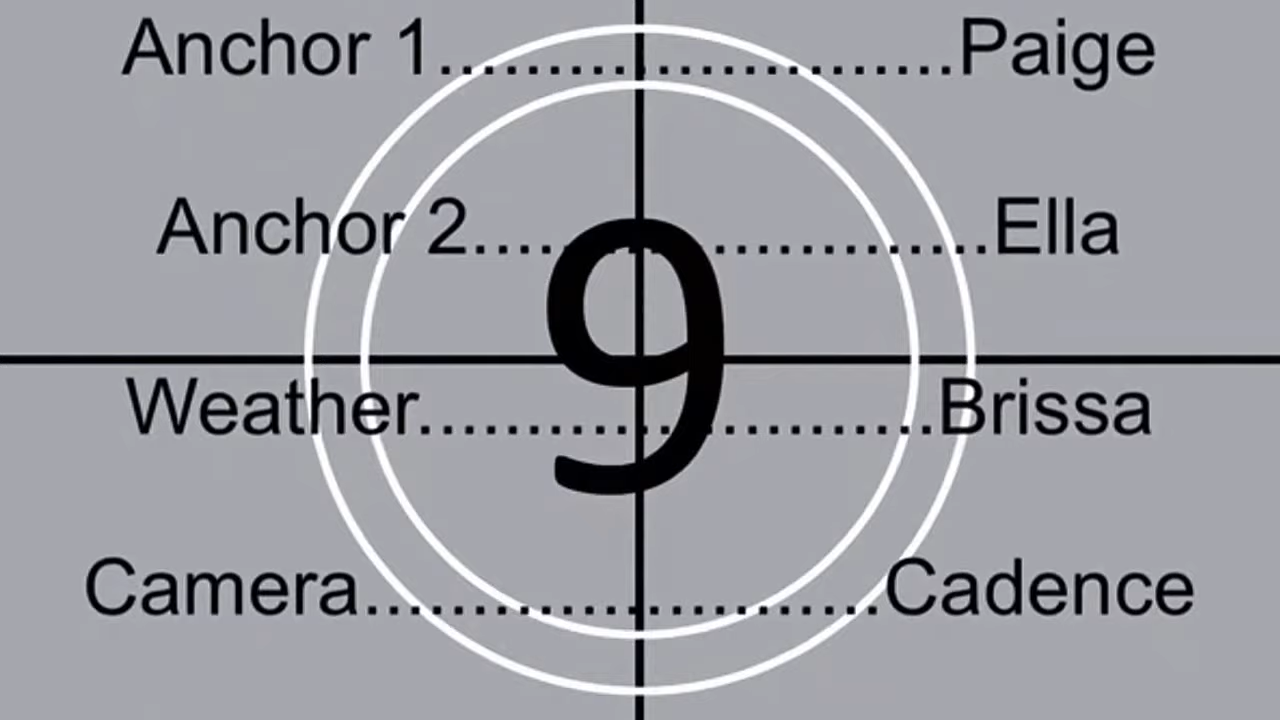 Anchor 1........................Paige
Anchor 2........................Ella
9
Weather........................Brissa
Camera........................Cadence